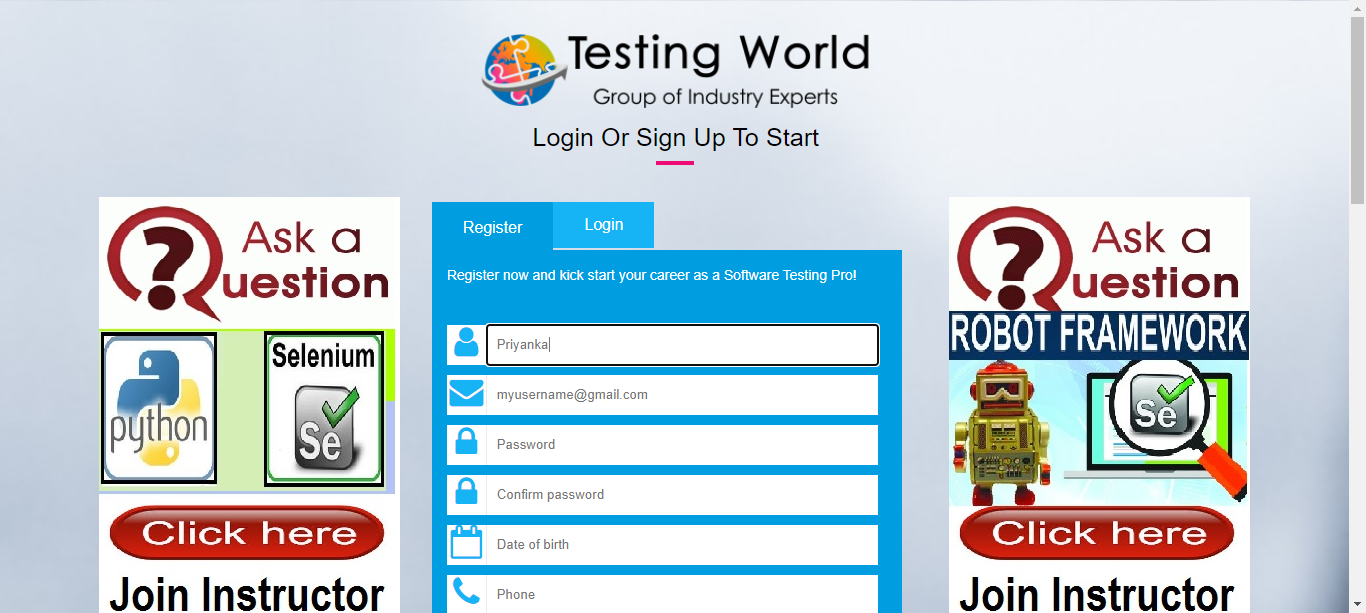 Testing World
Group of Industry Experts
Login Or Sign Up To Start
Ask a
Question
python
Selenium
Se
Click here
Join Instructor
Register
Login
Register now and kick start your career as a Software Testing Pro!
Priyanka
myusername@gmail.com
Password
Confirm password
Date of birth
Phone
Ask a
Question
ROBOT FRAMEWORK
Se
Click here
Join Instructor